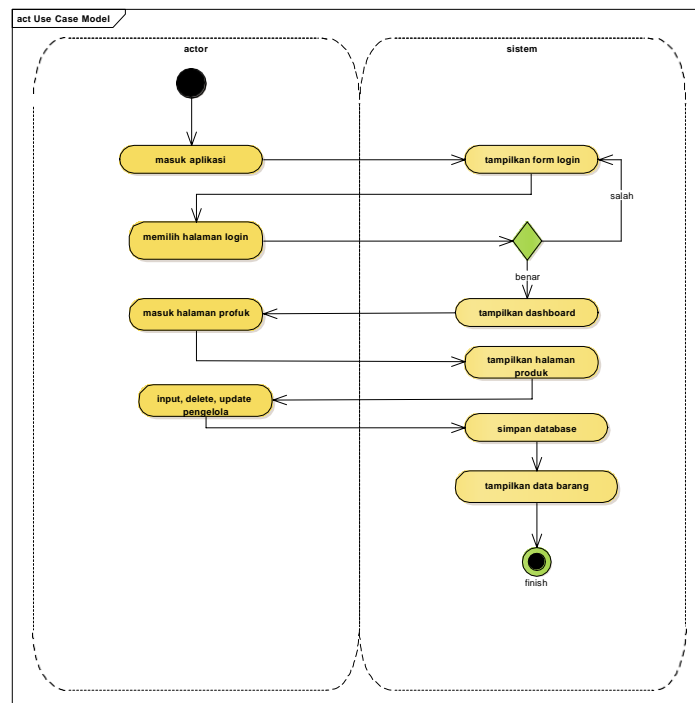 act Use Case Model
actor
sistem
masuk aplikasi
tampilkan form login
salah
memilih halaman login
benar
masuk halaman profuk
tampilkan dashboard
tampilkan halaman
produk
input, delete, update
pengelola
simpan database
tampilkan data barang
finish